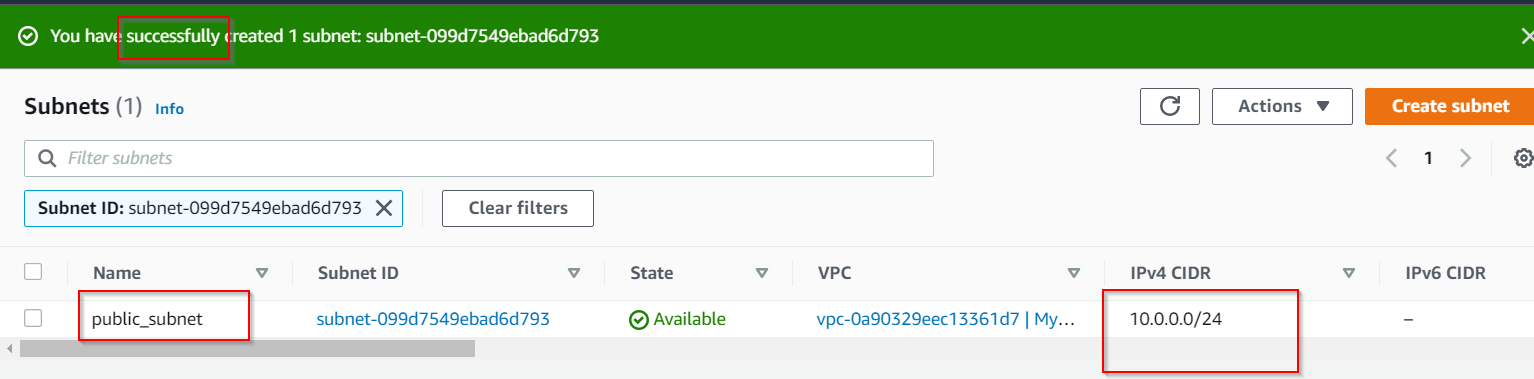 You have successfully created 1 subnet: subnet-099d7549ebad6d793
Subnets (1) Info
Actions
Create subnet
Filter subnets
1
Subnet ID: subnet-099d7549ebad6d793
Clear filters
Name Subnet ID State VPC IPv4 CIDR IPv6 CIDR
public_subnet subnet-099d7549ebad6d793 Available vpc-0a90329eec13361d7 | My… 10.0.0.0/24 –